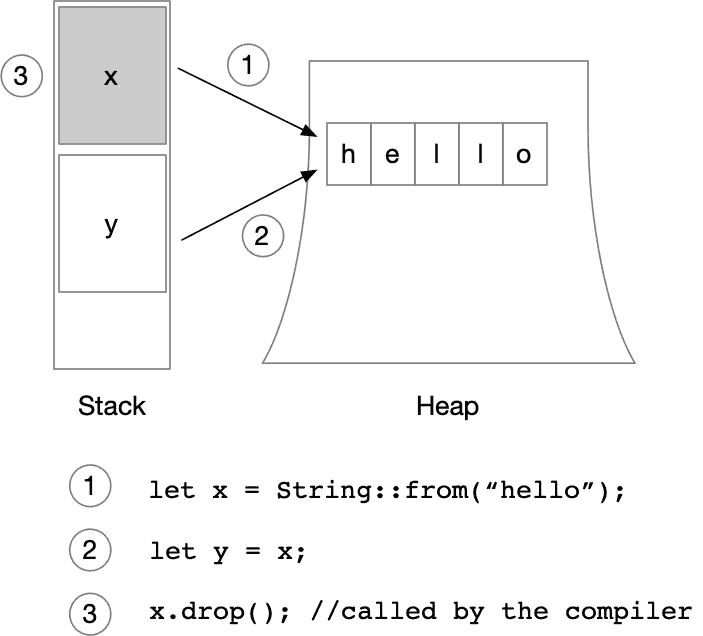 3
x
1
h e l l o
y
2
Stack
Heap
1 let x = String::from(“hello”);
2 let y = x;
3 x.drop(); //called by the compiler